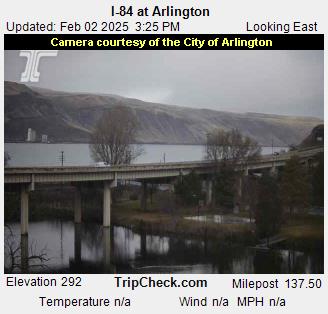 I-84 at Arlington
Updated: Feb 02 2025 3:25 PM Looking East
Camera courtesy of the City of Arlington
Elevation 292 TripCheck.com Milepost 137.50
Temperature n/a Wind n/a MPH n/a